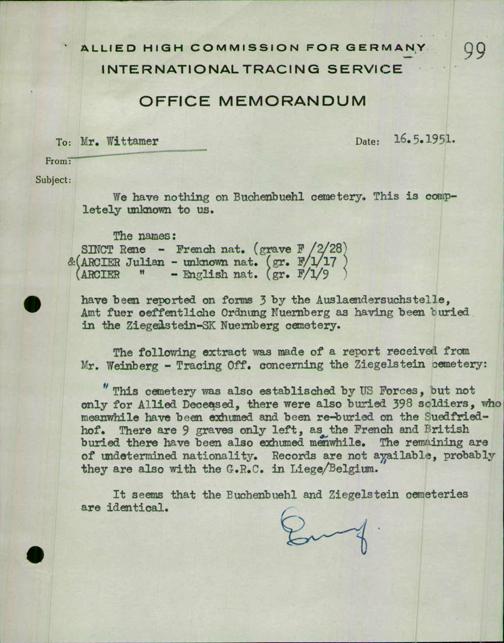 ALLIED HIGH COMMISSION FOR GERMANY
99
INTERNATIONAL TRACING SERVICE
OFFICE MEMORANDUM
To: Mr. Wittamer Date: 16.5.1951.
From:
Subject:
We have nothing on Buchenbuehl cemetery. This is comp-
letely unknown to us.
The names:
SINCT Rene - French nat. (grave F /2/28)
&(ARCIER Julian - unknown nat. (gr. F/1/17 )
(ARCIER " - English nat. (gr. F/1/9 )
have been reported on forms 3 by the Auslaendersuchstelle,
Amt fuer oeffentliche Ordnung Nuernberg as having been buried
in the Ziegelstein-SK Nuernberg cemetery.
The following extract was made of a report received from
Mr. Weinberg - Tracing Off. concerning the Ziegelstein cemetery:
"This cemetery was also establisched by US Forces, but not
only for Allied Deceased, there were also buried 398 soldiers, who
meanwhile have been exhumed and been re-buried on the Suedfried-
hof. There are 9 graves only left, as the French and British
buried there have been also exhumed menwhile. The remaining are
of undetermined nationality. Records are not available, probably
they are also with the G.R.C. in Liege/Belgium."
It seems that the Buchenbuehl and Ziegelstein cemeteries
are identical.